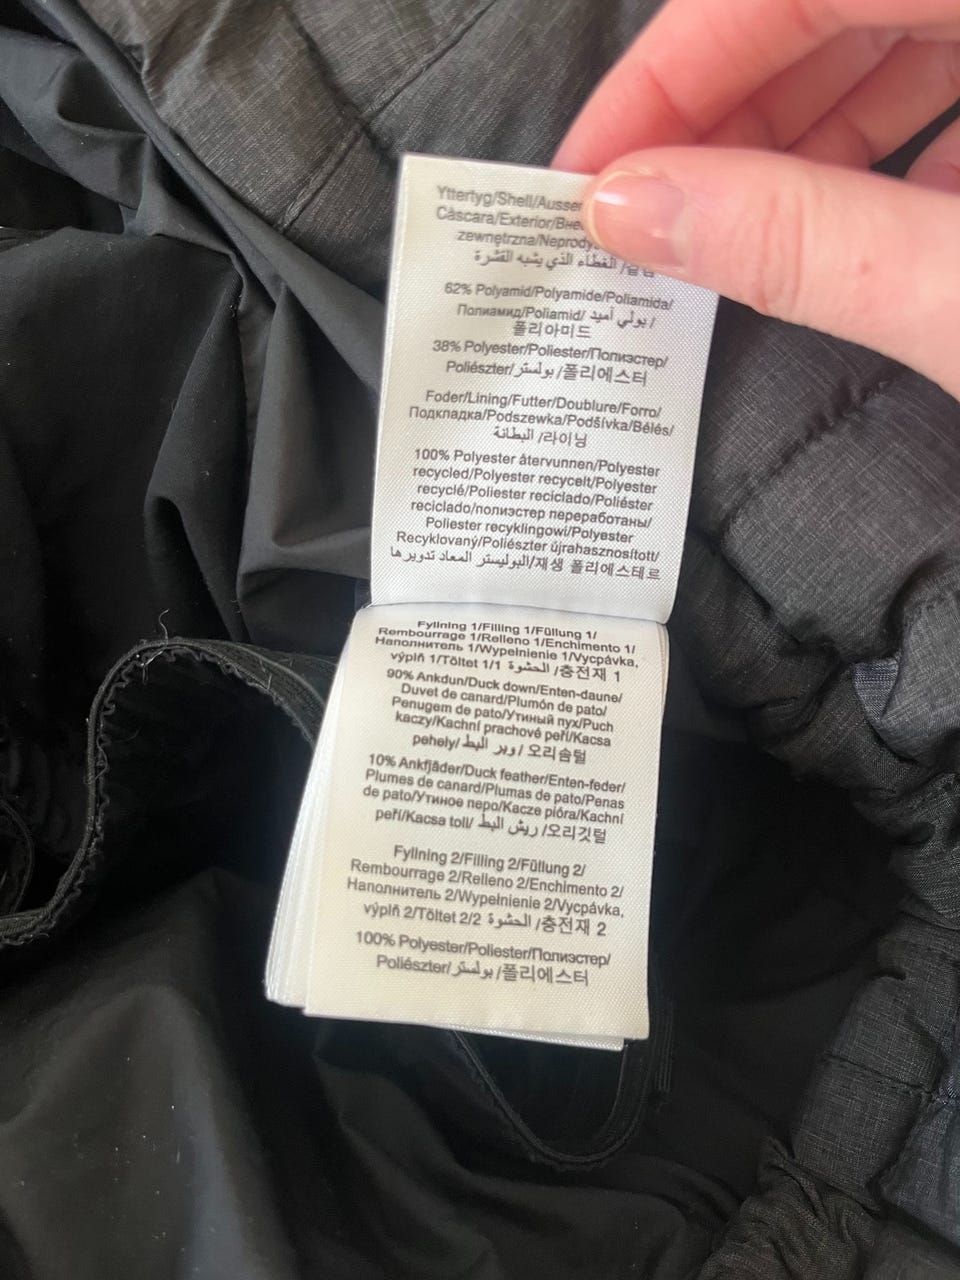 Yttertyg/Shell/Ausser
Cáscara/Exterior/Вне
zewnętrzna/Neprody
الغطاء الذي يشبه القشرة/
62% Polyamid/Polyamide/Poliamida/
Полиамид/Poliamid/ بولي أميد /
폴리아미드
38% Polyester/Poliester/Полиэстер/
Poliészter/بولستر/폴리에스터
Foder/Lining/Futter/Doublure/Forro/
Подкладка/Podszewka/Podšívka/Bélés/
البطانة /라이닝
100% Polyester återvunnen/Polyester
recycled/Polyester recycelt/Polyester
recyclé/Poliester reciclado/Poliéster
reciclado/полиэстер переработаны/
Poliester recyklingowi/Polyester
Recyklovaný/Poliészter újrahasznosított/
البوليستر المعاد تدويرها/재생 폴리에스테르
Fyllning 1/Filling 1/Füllung 1/
Rembourrage 1/Relleno 1/Enchimento 1/
Наполнитель 1/Wypełnienie 1/Vycpávka,
výplň 1/Töltet 1/1 الحشوة /충전재 1
90% Ankdun/Duck down/Enten-daune/
Duvet de canard/Plumón de pato/
Penugem de pato/Утиный пух/Puch
kaczy/Kachní prachové peří/Kacsa
pehely/ وبر البط /오리솜털
10% Ankfjäder/Duck feather/Enten-feder/
Plumes de canard/Plumas de pato/Penas
de pato/Утиное перо/Kacze pióra/Kachní
peří/Kacsa toll/ ريش البط /오리깃털
Fyllning 2/Filling 2/Füllung 2/
Rembourrage 2/Relleno 2/Enchimento 2/
Наполнитель 2/Wypełnienie 2/Vycpávka,
výplň 2/Töltet 2/2 الحشوة /충전재 2
100% Polyester/Poliester/Полиэстер/
Poliészter/بولستر /폴리에스터